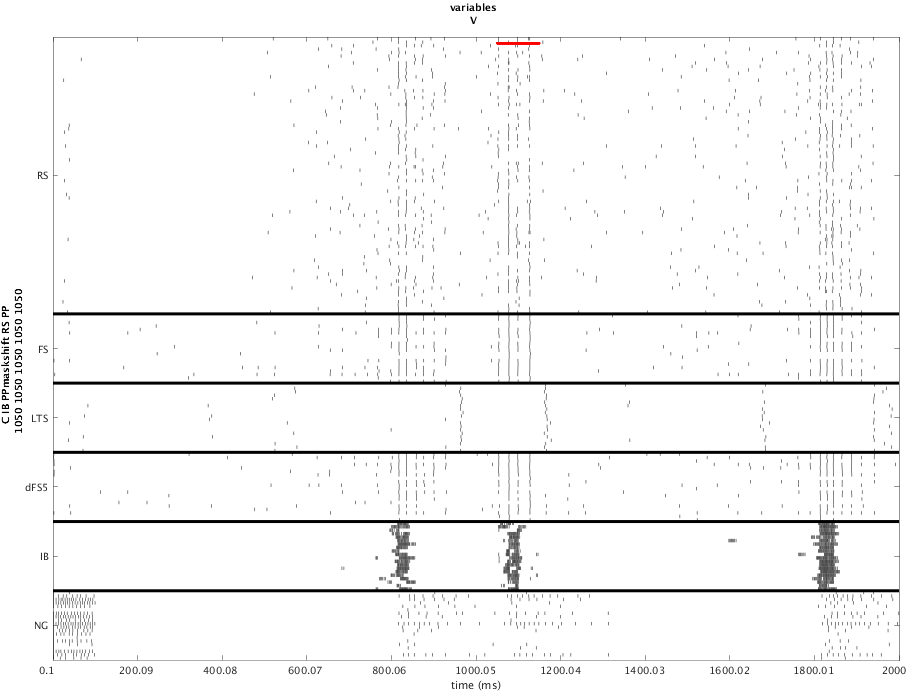 variables
V
C IB PPmaskshift RS PP
1050 1050 1050 1050 1050
RS
FS
LTS
dFS5
IB
NG
0.1 200.09 400.08 600.07 800.06 1000.05 1200.04 1400.03 1600.02 1800.01 2000
time (ms)